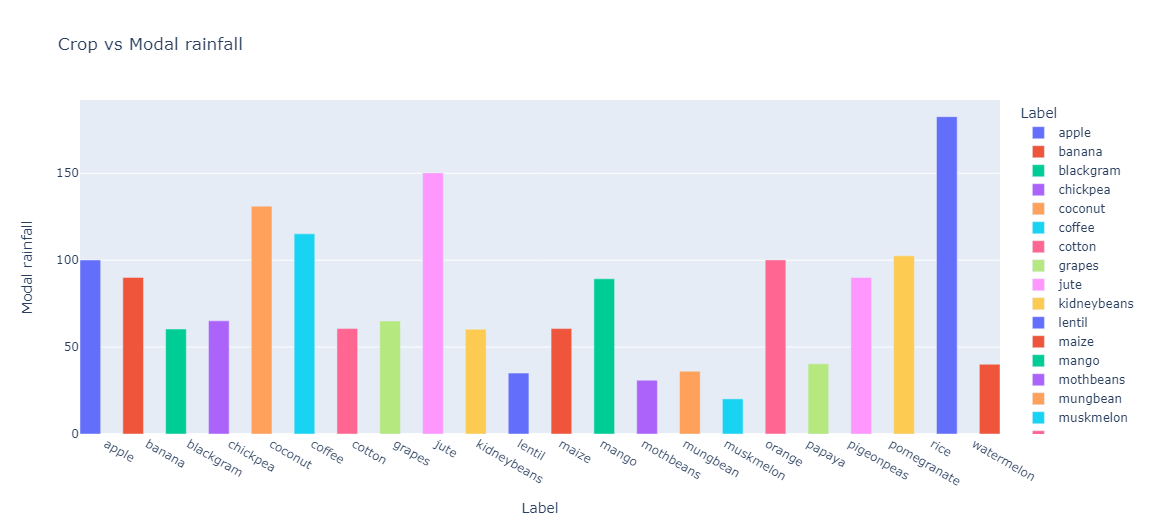 Crop vs Modal rainfall
Modal rainfall
150
100
50
0
apple
banana
blackgram
chickpea
coconut
coffee
cotton
grapes
jute
kidneybeans
lentil
maize
mango
mothbeans
mungbean
muskmelon
orange
papaya
pigeonpeas
pomegranate
rice
watermelon
Label
Label
apple
banana
blackgram
chickpea
coconut
coffee
cotton
grapes
jute
kidneybeans
lentil
maize
mango
mothbeans
mungbean
muskmelon